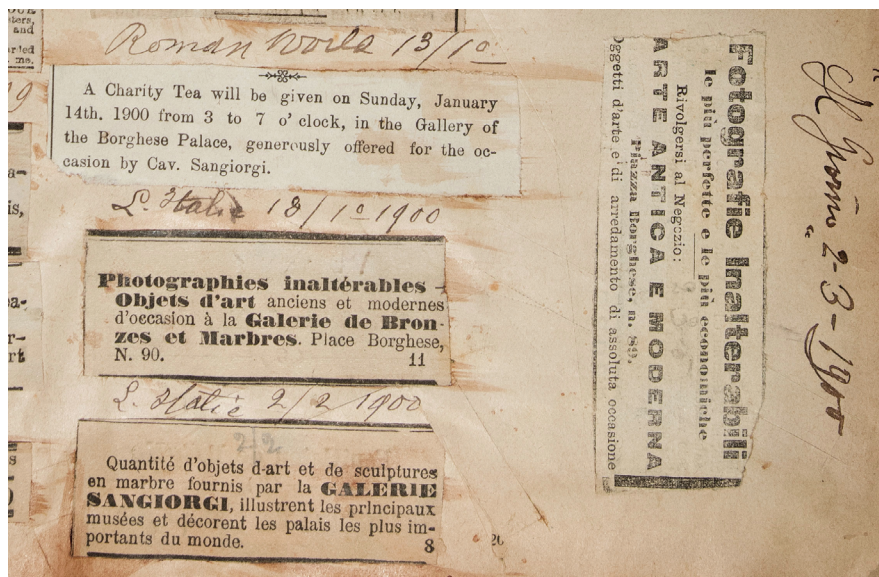 Roman World 13/10
A Charity Tea will be given on Sunday, January
14th. 1900 from 3 to 7 o' clock, in the Gallery of
the Borghese Palace, generously offered for the oc-
casion by Cav. Sangiorgi.
L. Italie 18/10 1900
Photographies inaltérables -
Objets d'art anciens et modernes
d'occasion à la Galerie de Bron-
zes et Marbres. Place Borghese,
N. 90. 11
L. Italie 2/2 1900
Quantité d'objets d-art et de sculptures
en marbre fournis par la GALERIE
SANGIORGI, illustrent les principaux
musées et décorent les palais les plus im-
portants du monde. 8
Fotografie Inalterabili
le più perfette e le più economiche
Rivolgersi al Negozio:
ARTE ANTICA E MODERNA
Piazza Borghese, n. 89.
Oggetti d'arte e di arredamento di assoluta occasione
Il Giorno 2-3-1900